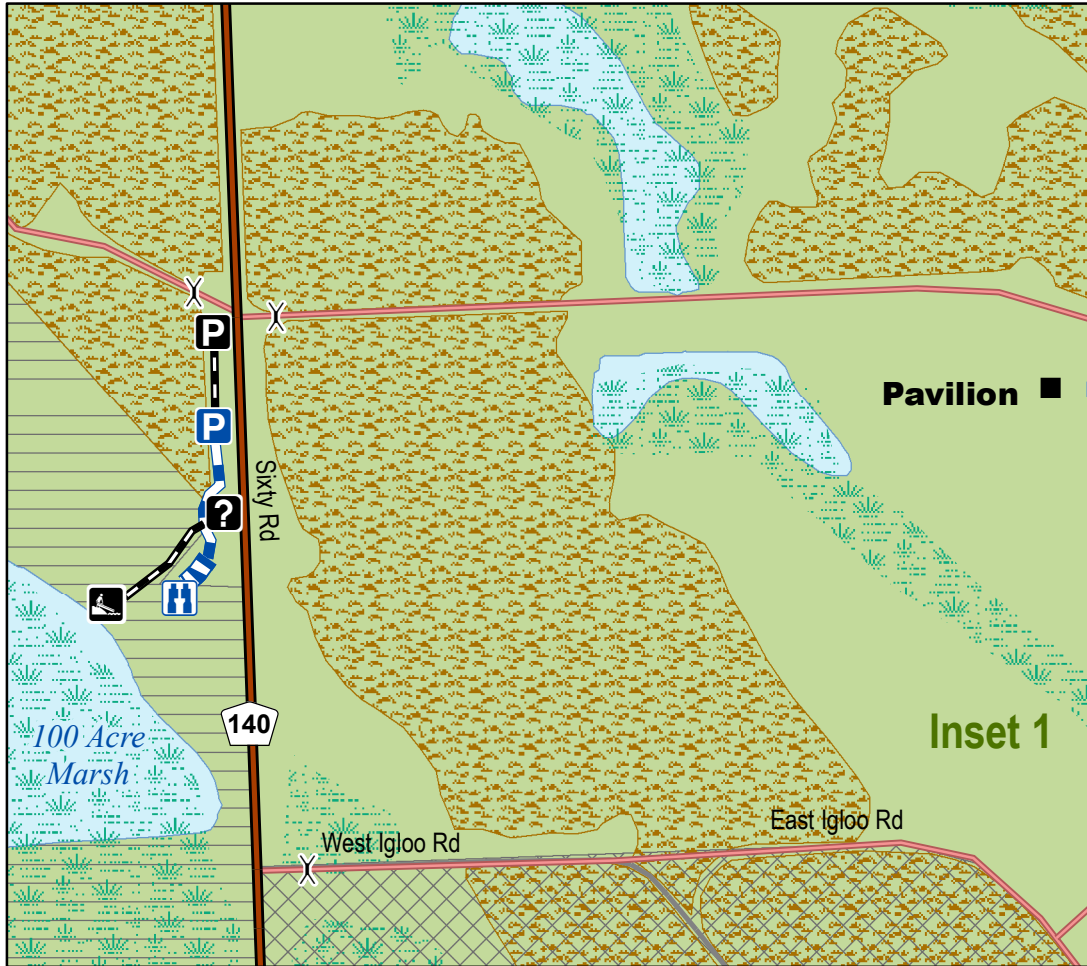 P
Pavilion
P
Sixty Rd
?
140
100 Acre
Marsh
Inset 1
East Igloo Rd
West Igloo Rd